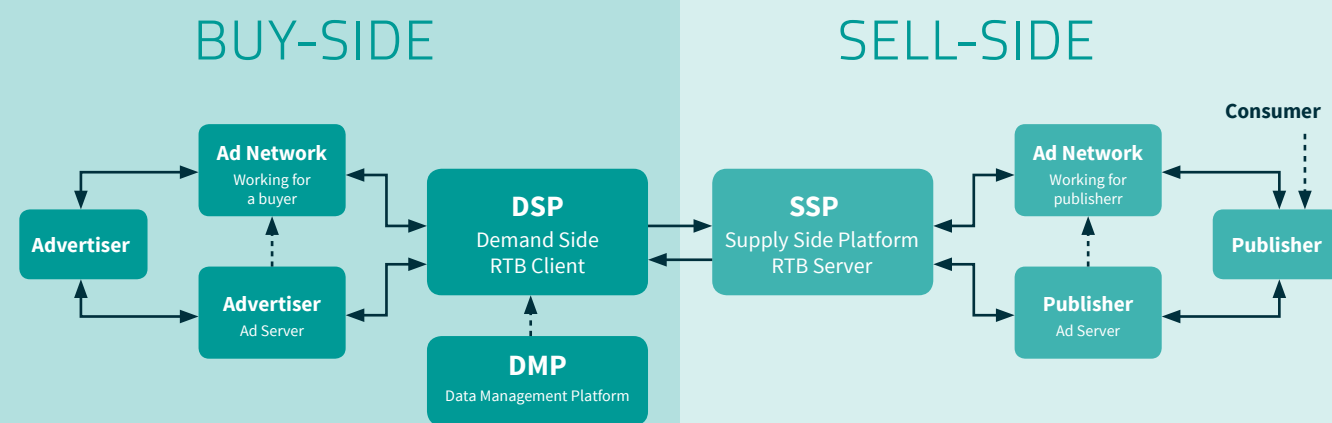 BUY-SIDE
SELL-SIDE
Consumer
Ad Network
Working for
a buyer
Ad Network
Working for
publisherr
DSP
Demand Side
RTB Client
SSP
Supply Side Platform
RTB Server
Advertiser
Publisher
Advertiser
Ad Server
Publisher
Ad Server
DMP
Data Management Platform